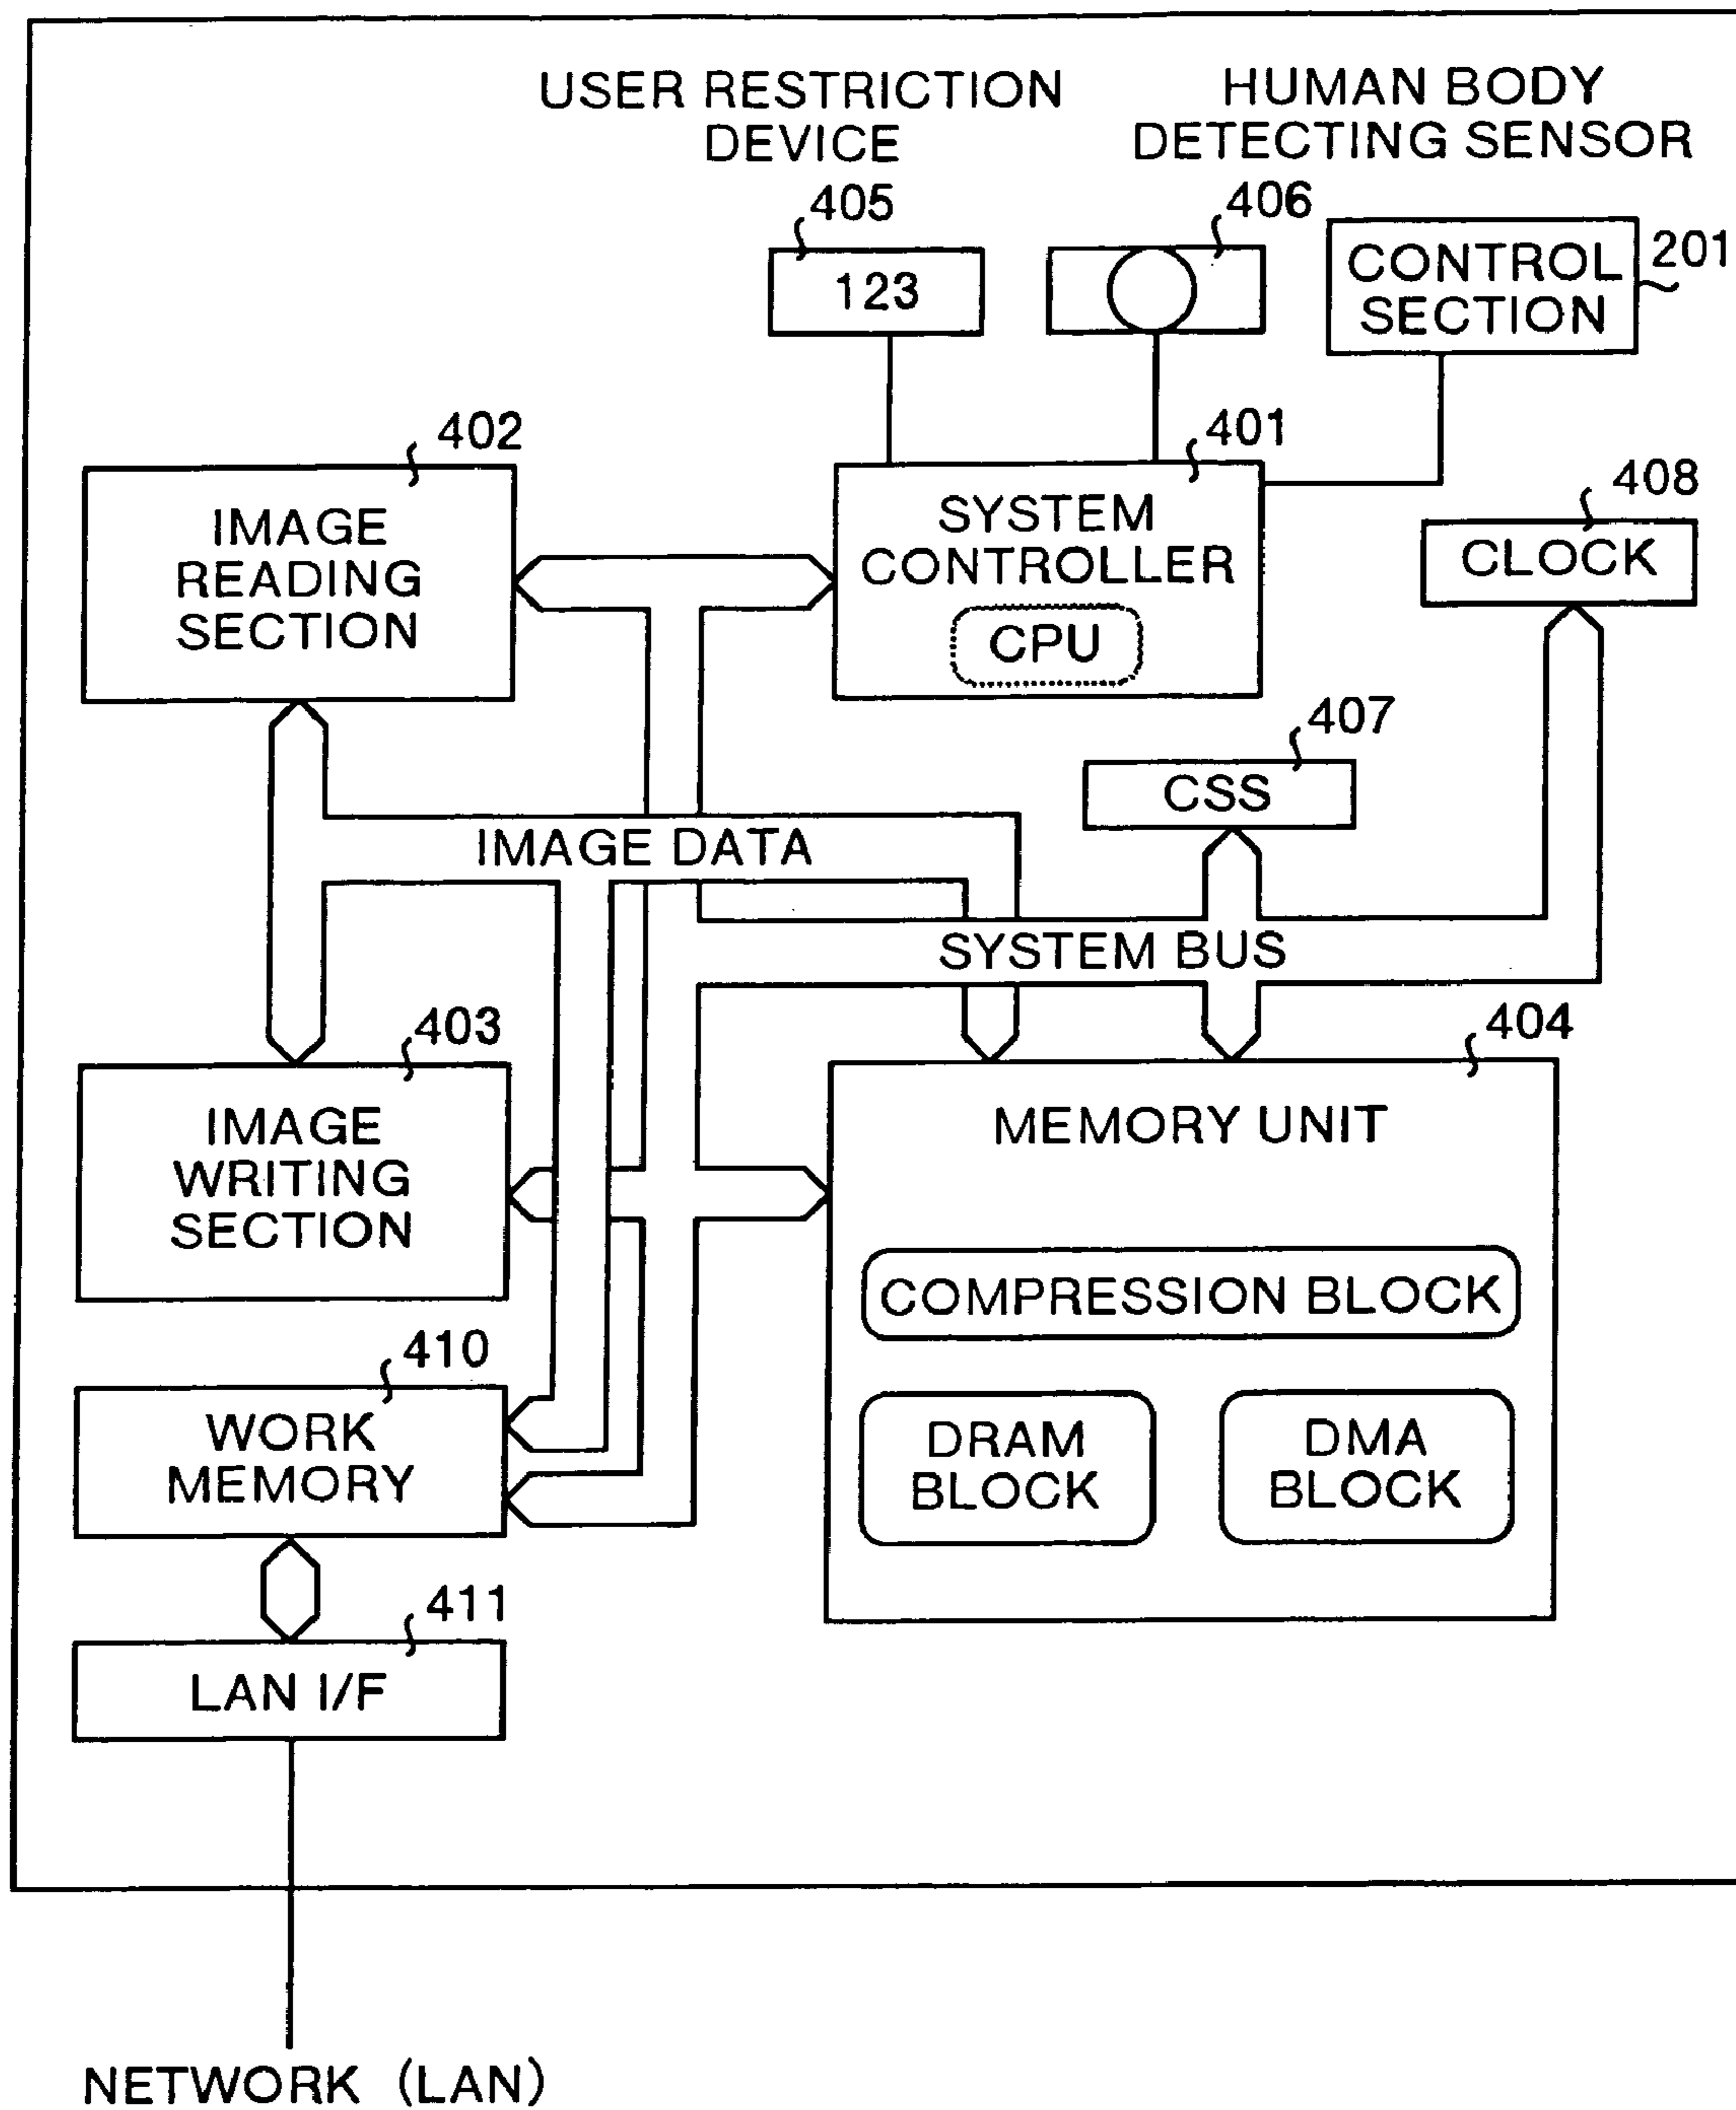 USER RESTRICTION
DEVICE
HUMAN BODY
DETECTING SENSOR
405
406
123
CONTROL
SECTION
201
402
401
408
IMAGE
READING
SECTION
SYSTEM
CONTROLLER
CPU
CLOCK
407
CSS
IMAGE DATA
SYSTEM BUS
403
404
IMAGE
WRITING
SECTION
MEMORY UNIT
COMPRESSION BLOCK
410
WORK
MEMORY
DRAM
BLOCK
DMA
BLOCK
411
LAN I/F
NETWORK (LAN)